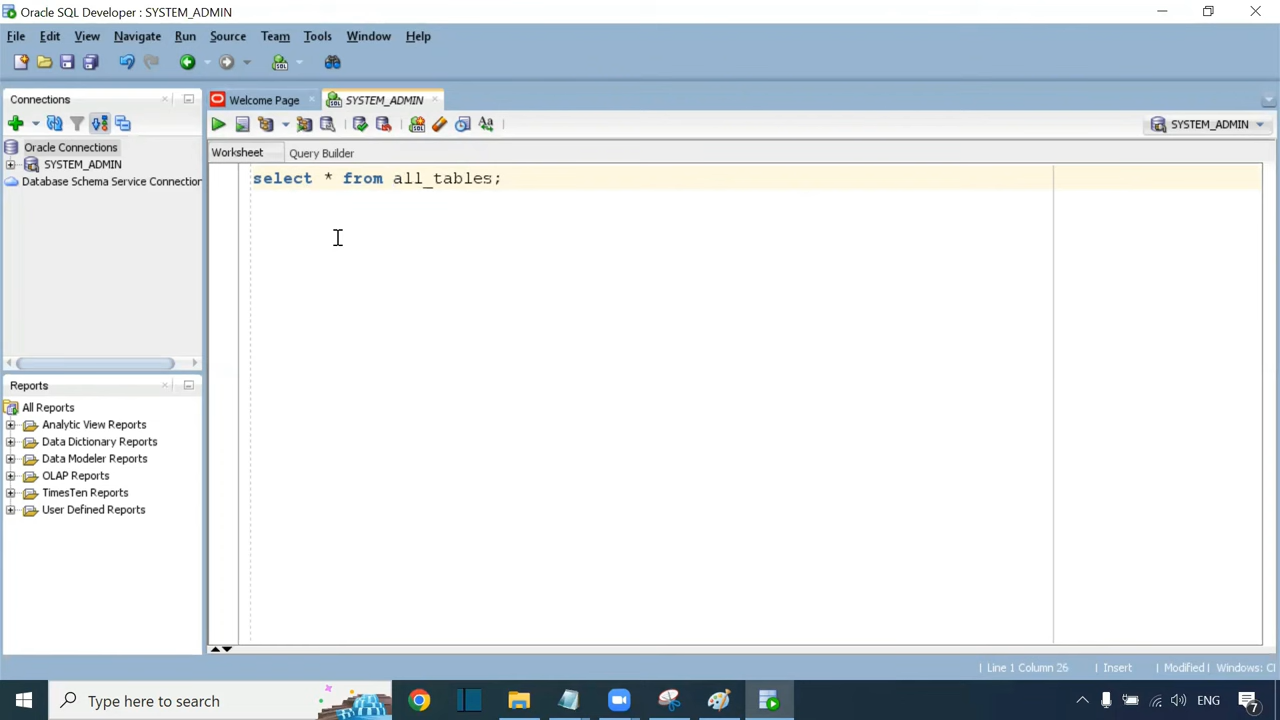 Oracle SQL Developer : SYSTEM_ADMIN
File Edit View Navigate Run Source Team Tools Window Help
Connections
Welcome Page
SYSTEM_ADMIN
SYSTEM_ADMIN
Oracle Connections
SYSTEM_ADMIN
Database Schema Service Connection
Worksheet
Query Builder
select * from all_tables;
Reports
All Reports
Analytic View Reports
Data Dictionary Reports
Data Modeler Reports
OLAP Reports
TimesTen Reports
User Defined Reports
Line 1 Column 26
Insert
Modified
Windows: Cl
Type here to search
ENG
7